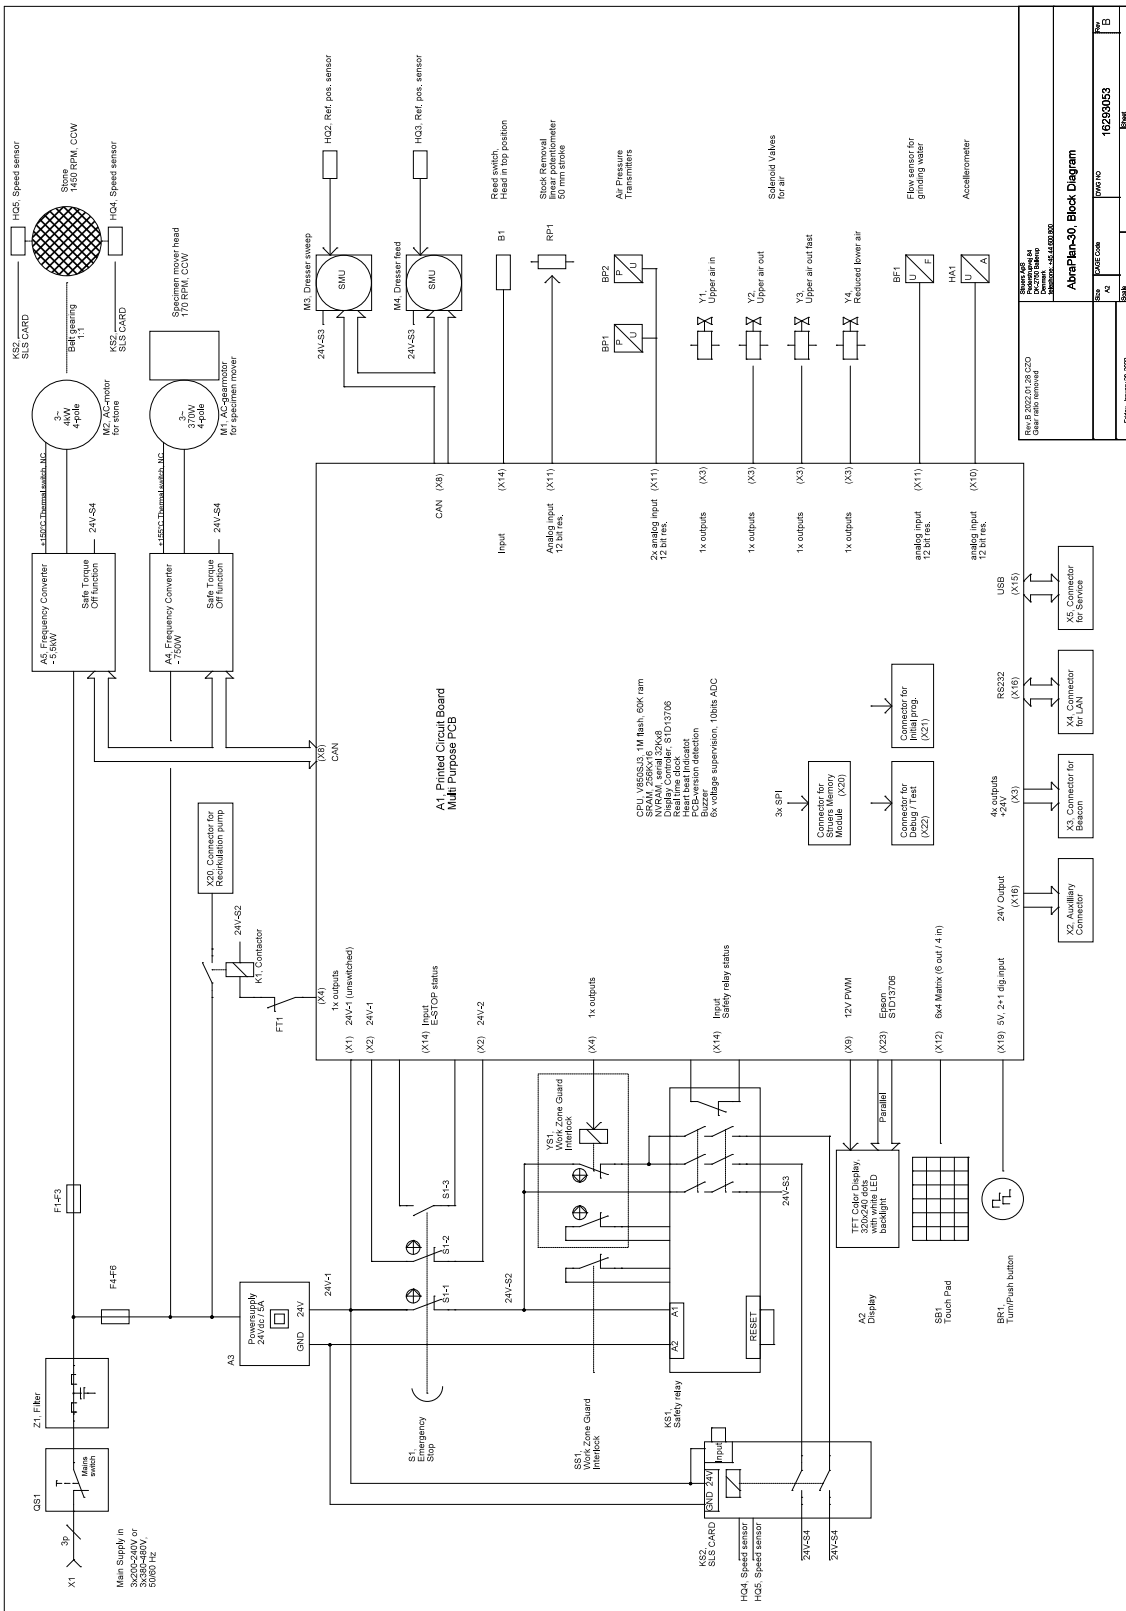 X1
3p
Main Supply in
3x200-240V or
3x380-480V,
50/60 Hz
QS1
Mains
switch
Z1, Filter
F4-F6
F1-F3
A3
Powersupply
24Vdc / 5A
GND
24V
24V-1
X20, Connector for
Recirkulation pump
24V-S2
K1, Contactor
FT1
A5, Frequency Converter
- 5,5kW
Safe Torque
Off function
24V-S4
+150°C Thermal switch, NC
A4, Frequency Converter
- 750W
Safe Torque
Off function
24V-S4
+155°C Thermal switch, NC
3~
4kW
4-pole
M2, AC-motor
for stone
3~
370W
4-pole
M1, AC-gearmotor
for specimen mover
Belt gearing
1:1
KS2,
SLS CARD
HQ5, Speed sensor
Stone
1450 RPM, CCW
KS2,
SLS CARD
HQ4, Speed sensor
Specimen mover head
170 RPM, CCW
S1,
Emergency
Stop
S1-1
S1-2
S1-3
24V-S2
SS1,
Work Zone Guard
Interlock
YS1,
Work Zone Guard
Interlock
KS1,
Safety relay
A2
A1
RESET
24V-S3
KS2,
SLS CARD
GND
24V
Input
HQ4, Speed sensor
HQ5, Speed sensor
24V-S4
24V-S4
A2
Display
TFT Color Display,
320x240 dots
with white LED
backlight
Parallel
SB1
Touch Pad
BR1,
Turn/Push button
(X4)
1x outputs
(X1)
24V-1 (unswitched)
(X2)
24V-1
(X14)
Input
E-STOP status
(X2)
24V-2
(X4)
1x outputs
(X14)
Input
Safety relay status
(X9)
12V PWM
(X23)
Epson
S1D13706
(X12)
6x4 Matrix (6 out / 4 in)
(X19)
5V, 2+1 dig.input
(X8)
CAN
A1, Printed Circuit Board
Multi Purpose PCB
CPU, V850SJ3, 1M flash, 60K ram
SRAM, 256Kx16
NVRAM, serial 32Kx8
Display Controler, S1D13706
Real time clock
Heart beat indicator
PCB-version detection
Buzzer
6x voltage supervision, 10bits ADC
3x SPI
Connector for
Struers Memory
Module (X20)
Connector for
Debug / Test
(X22)
Connector for
Initial prog.
(X21)
24V Output
(X16)
X2, Auxilliary
Connector
4x outputs
+24V
(X3)
X3, Connector for
Beacon
RS232
(X16)
X4, Connector
for LAN
USB
(X15)
X5, Connector
for Service
CAN (X8)
Input
(X14)
Analog input
12 bit res.
(X11)
2x analog input
12 bit res.
(X11)
1x outputs
(X3)
1x outputs
(X3)
1x outputs
(X3)
1x outputs
(X3)
analog input
12 bit res.
(X11)
analog input
12 bit res.
(X10)
24V-S3
M3, Dresser sweep
SMU
HQ2, Ref. pos. sensor
24V-S3
M4, Dresser feed
SMU
HQ3, Ref. pos. sensor
B1
Reed switch,
Head in top position
RP1
Stock Removal
linear potentiometer
50 mm stroke
BP1
P
U
BP2
P
U
Air Pressure
Transmitters
Y1,
Upper air in
Y2,
Upper air out
Y3,
Upper air out fast
Y4,
Reduced lower air
Solenoid Valves
for air
BF1
U
F
Flow sensor for
grinding water
HA1
U
A
Accellerometer
Rev.B 2022.01.28 CZO
Gear ratio removed
Struers ApS
Denmark
AbraPlan-30, Block Diagram
Size
A2
CAGE Code
DWG NO
16293053
Rev
B
Scale
Sheet